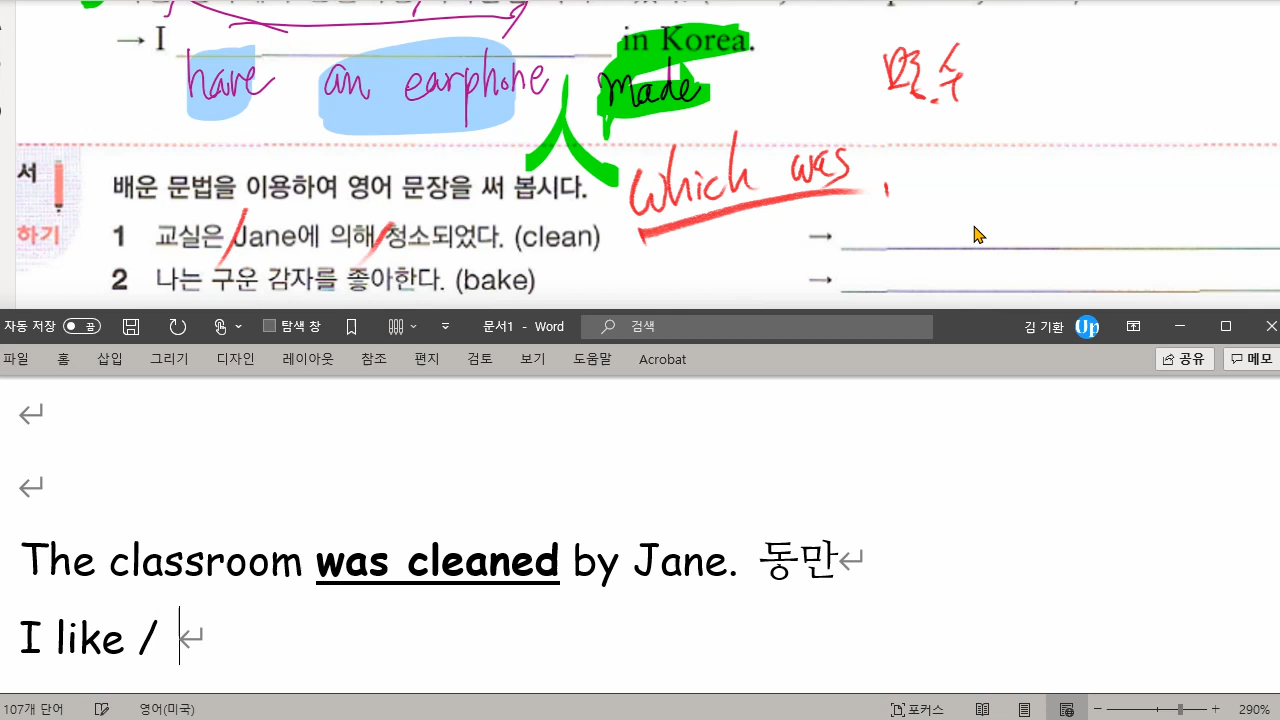 → I in Korea.
have an earphone made
which was
서
배운 문법을 이용하여 영어 문장을 써 봅시다.
하기
1 교실은 Jane에 의해 청소되었다. (clean) →
2 나는 구운 감자를 좋아한다. (bake) →
자동 저장 끔 탐색 창 문서1 - Word 검색 김 기환 Up
파일 홈 삽입 그리기 디자인 레이아웃 참조 편지 검토 보기 도움말 Acrobat 공유 메모
The classroom was cleaned by Jane. 동만
I like /
107개 단어 영어(미국) 포커스 290%